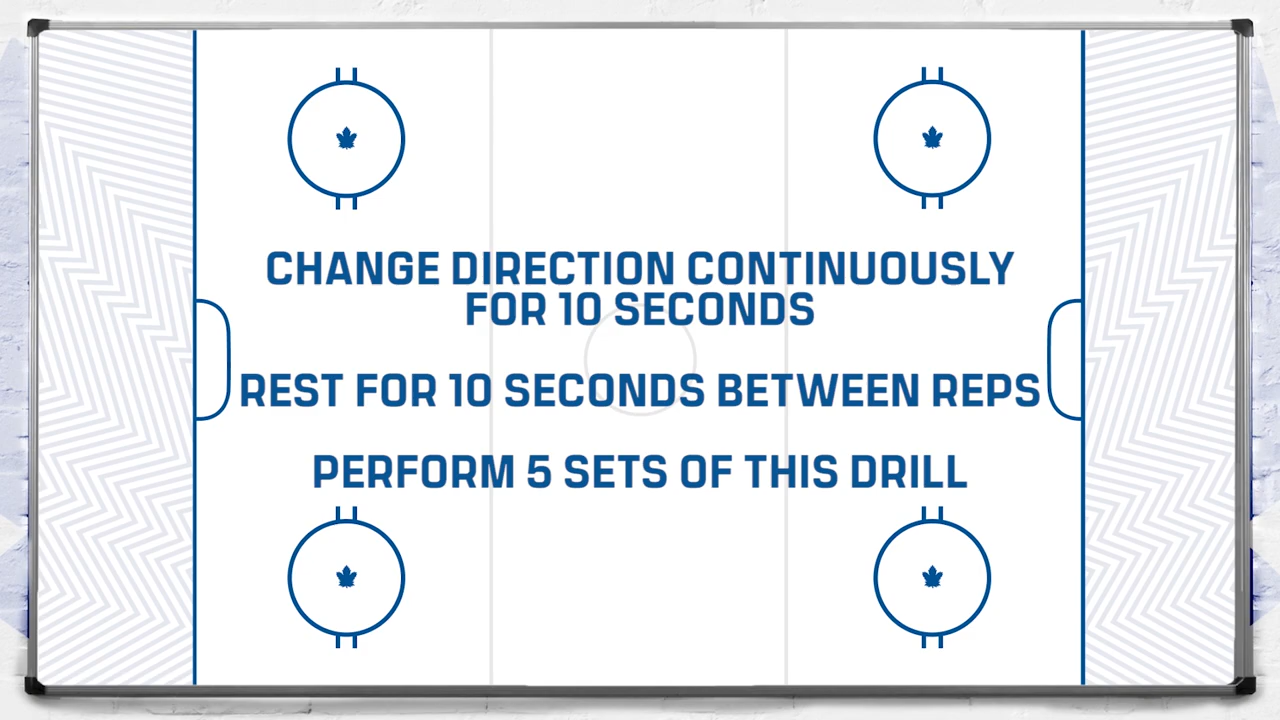 CHANGE DIRECTION CONTINUOUSLY
FOR 10 SECONDS
REST FOR 10 SECONDS BETWEEN REPS
PERFORM 5 SETS OF THIS DRILL